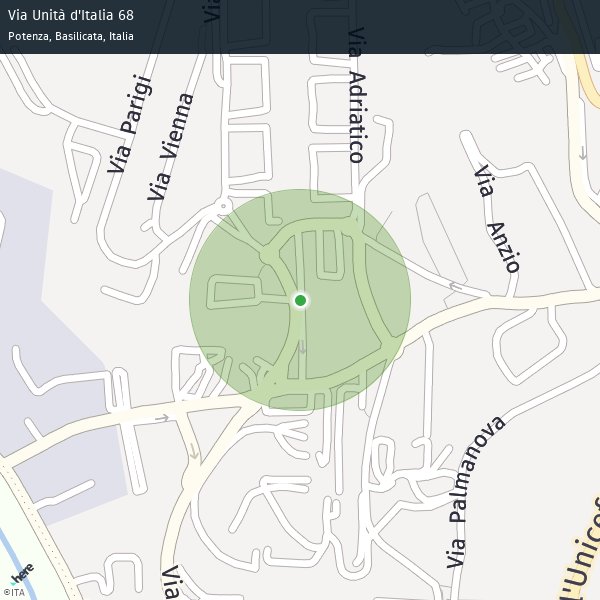 Via Unità d'Italia 68
Potenza, Basilicata, Italia
Via Parigi
Via Vienna
Via Adriatico
Via Anzio
Via Palmanova
Via
here
©ITA